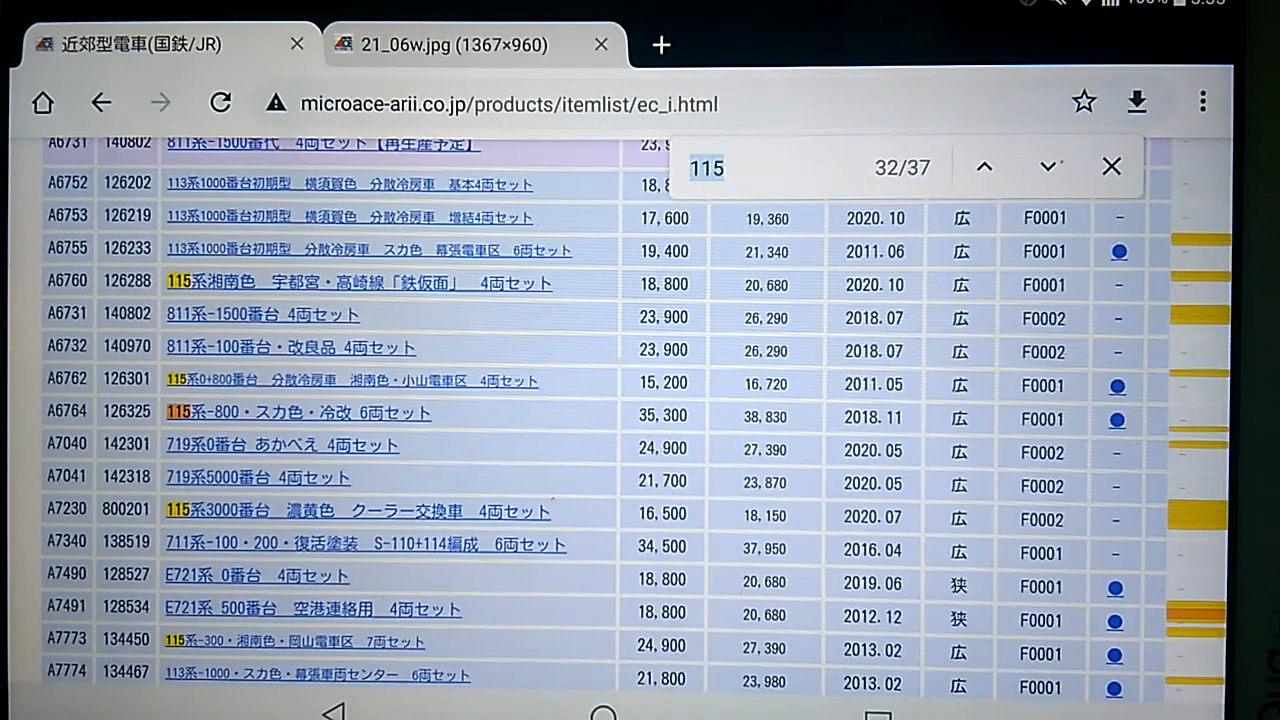 近郊型電車(国鉄/JR) 21_06w.jpg (1367×960)
microace-arii.co.jp/products/itemlist/ec_i.html
115 32/37
A6731 140802 811系-1500番代 4両セット【再生産予定】
A6752 126202 113系1000番台初期型 横須賀色 分散冷房車 基本4両セット
A6753 126219 113系1000番台初期型 横須賀色 分散冷房車 増結4両セット 17,600 19,360 2020.10 広 F0001 -
A6755 126233 113系1000番台初期型 分散冷房車 スカ色 幕張電車区 6両セット 19,400 21,340 2011.06 広 F0001 ●
A6760 126288 115系湘南色 宇都宮・高崎線「鉄仮面」 4両セット 18,800 20,680 2020.10 広 F0001 -
A6731 140802 811系-1500番台 4両セット 23,900 26,290 2018.07 広 F0002 -
A6732 140970 811系-100番台・改良品 4両セット 23,900 26,290 2018.07 広 F0002 -
A6762 126301 115系0+800番台 分散冷房車 湘南色・小山電車区 4両セット 15,200 16,720 2011.05 広 F0001 ●
A6764 126325 115系-800・スカ色・冷改 6両セット 35,300 38,830 2018.11 広 F0001 ●
A7040 142301 719系0番台 あかべえ 4両セット 24,900 27,390 2020.05 広 F0002 -
A7041 142318 719系5000番台 4両セット 21,700 23,870 2020.05 広 F0002 -
A7230 800201 115系3000番台 濃黄色 クーラー交換車 4両セット 16,500 18,150 2020.07 広 F0002 -
A7340 138519 711系-100・200・復活塗装 S-110+114編成 6両セット 34,500 37,950 2016.04 広 F0001 -
A7490 128527 E721系 0番台 4両セット 18,800 20,680 2019.06 狭 F0001 ●
A7491 128534 E721系 500番台 空港連絡用 4両セット 18,800 20,680 2012.12 狭 F0001 ●
A7773 134450 115系-300・湘南色・岡山電車区 7両セット 24,900 27,390 2013.02 広 F0001 ●
A7774 134467 113系-1000・スカ色・幕張車両センター 6両セット 21,800 23,980 2013.02 広 F0001 ●